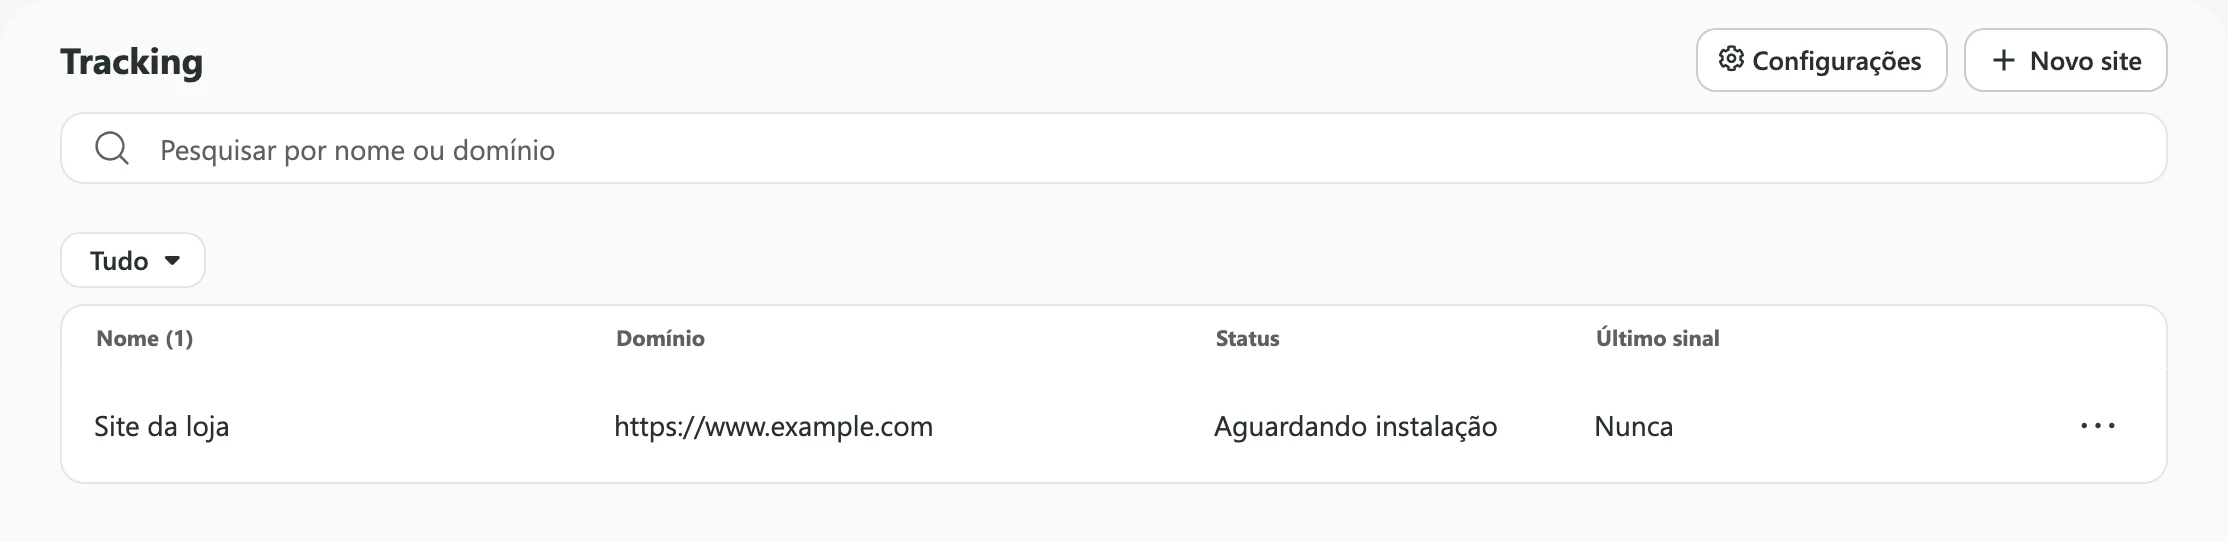 Tracking
Configurações
+ Novo site
Pesquisar por nome ou domínio
Tudo
Nome (1) Domínio Status Último sinal
Site da loja https://www.example.com Aguardando instalação Nunca ...